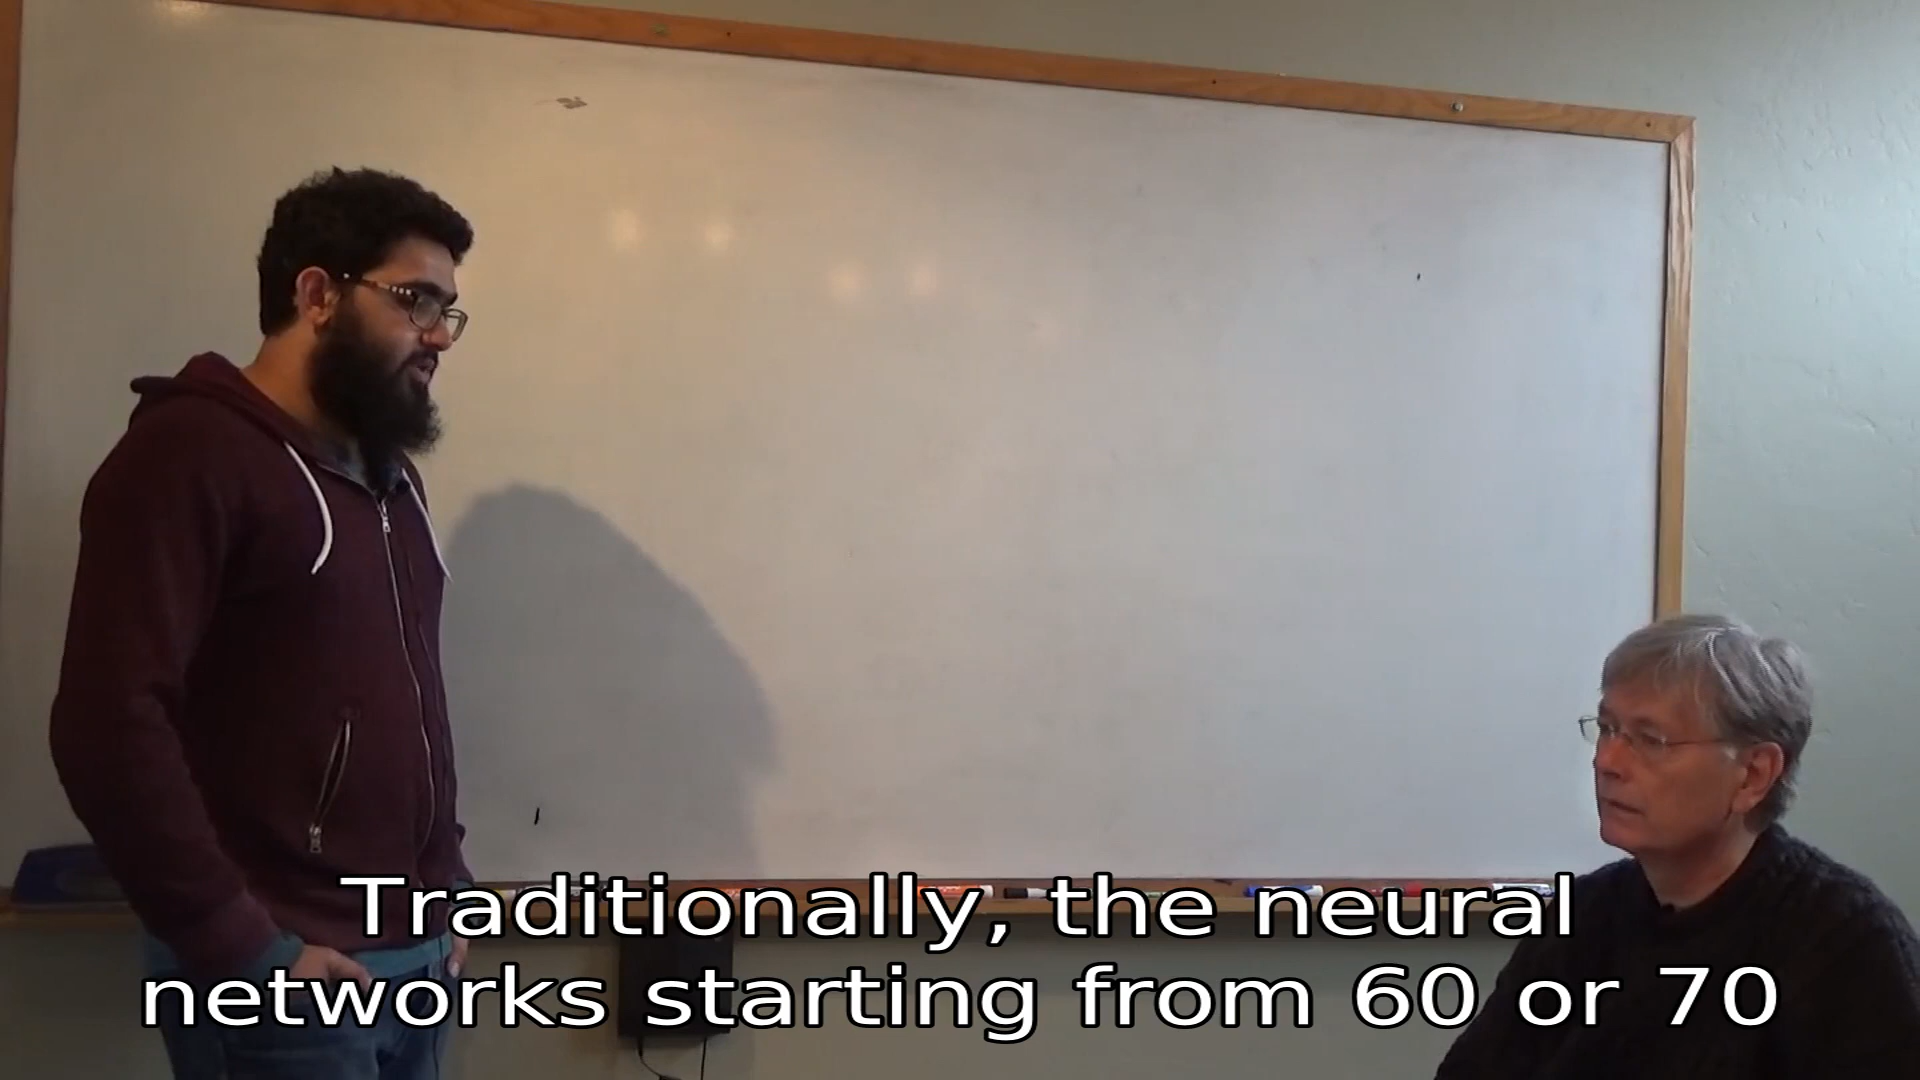 Traditionally, the neural
networks starting from 60 or 70